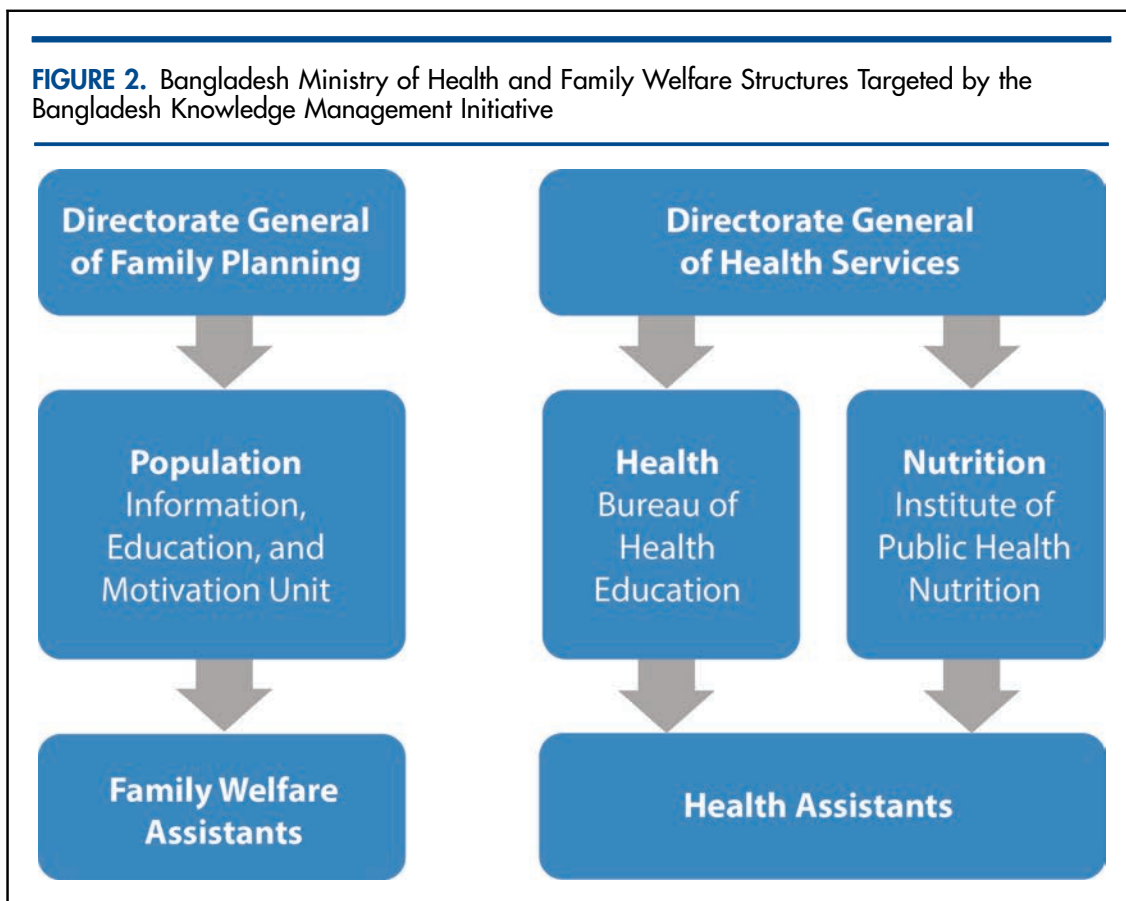 FIGURE 2. Bangladesh Ministry of Health and Family Welfare Structures Targeted by the
Bangladesh Knowledge Management Initiative
Directorate General
of Family Planning
Directorate General
of Health Services
Population
Information,
Education, and
Motivation Unit
Health
Bureau of
Health
Education
Nutrition
Institute of
Public Health
Nutrition
Family Welfare
Assistants
Health Assistants